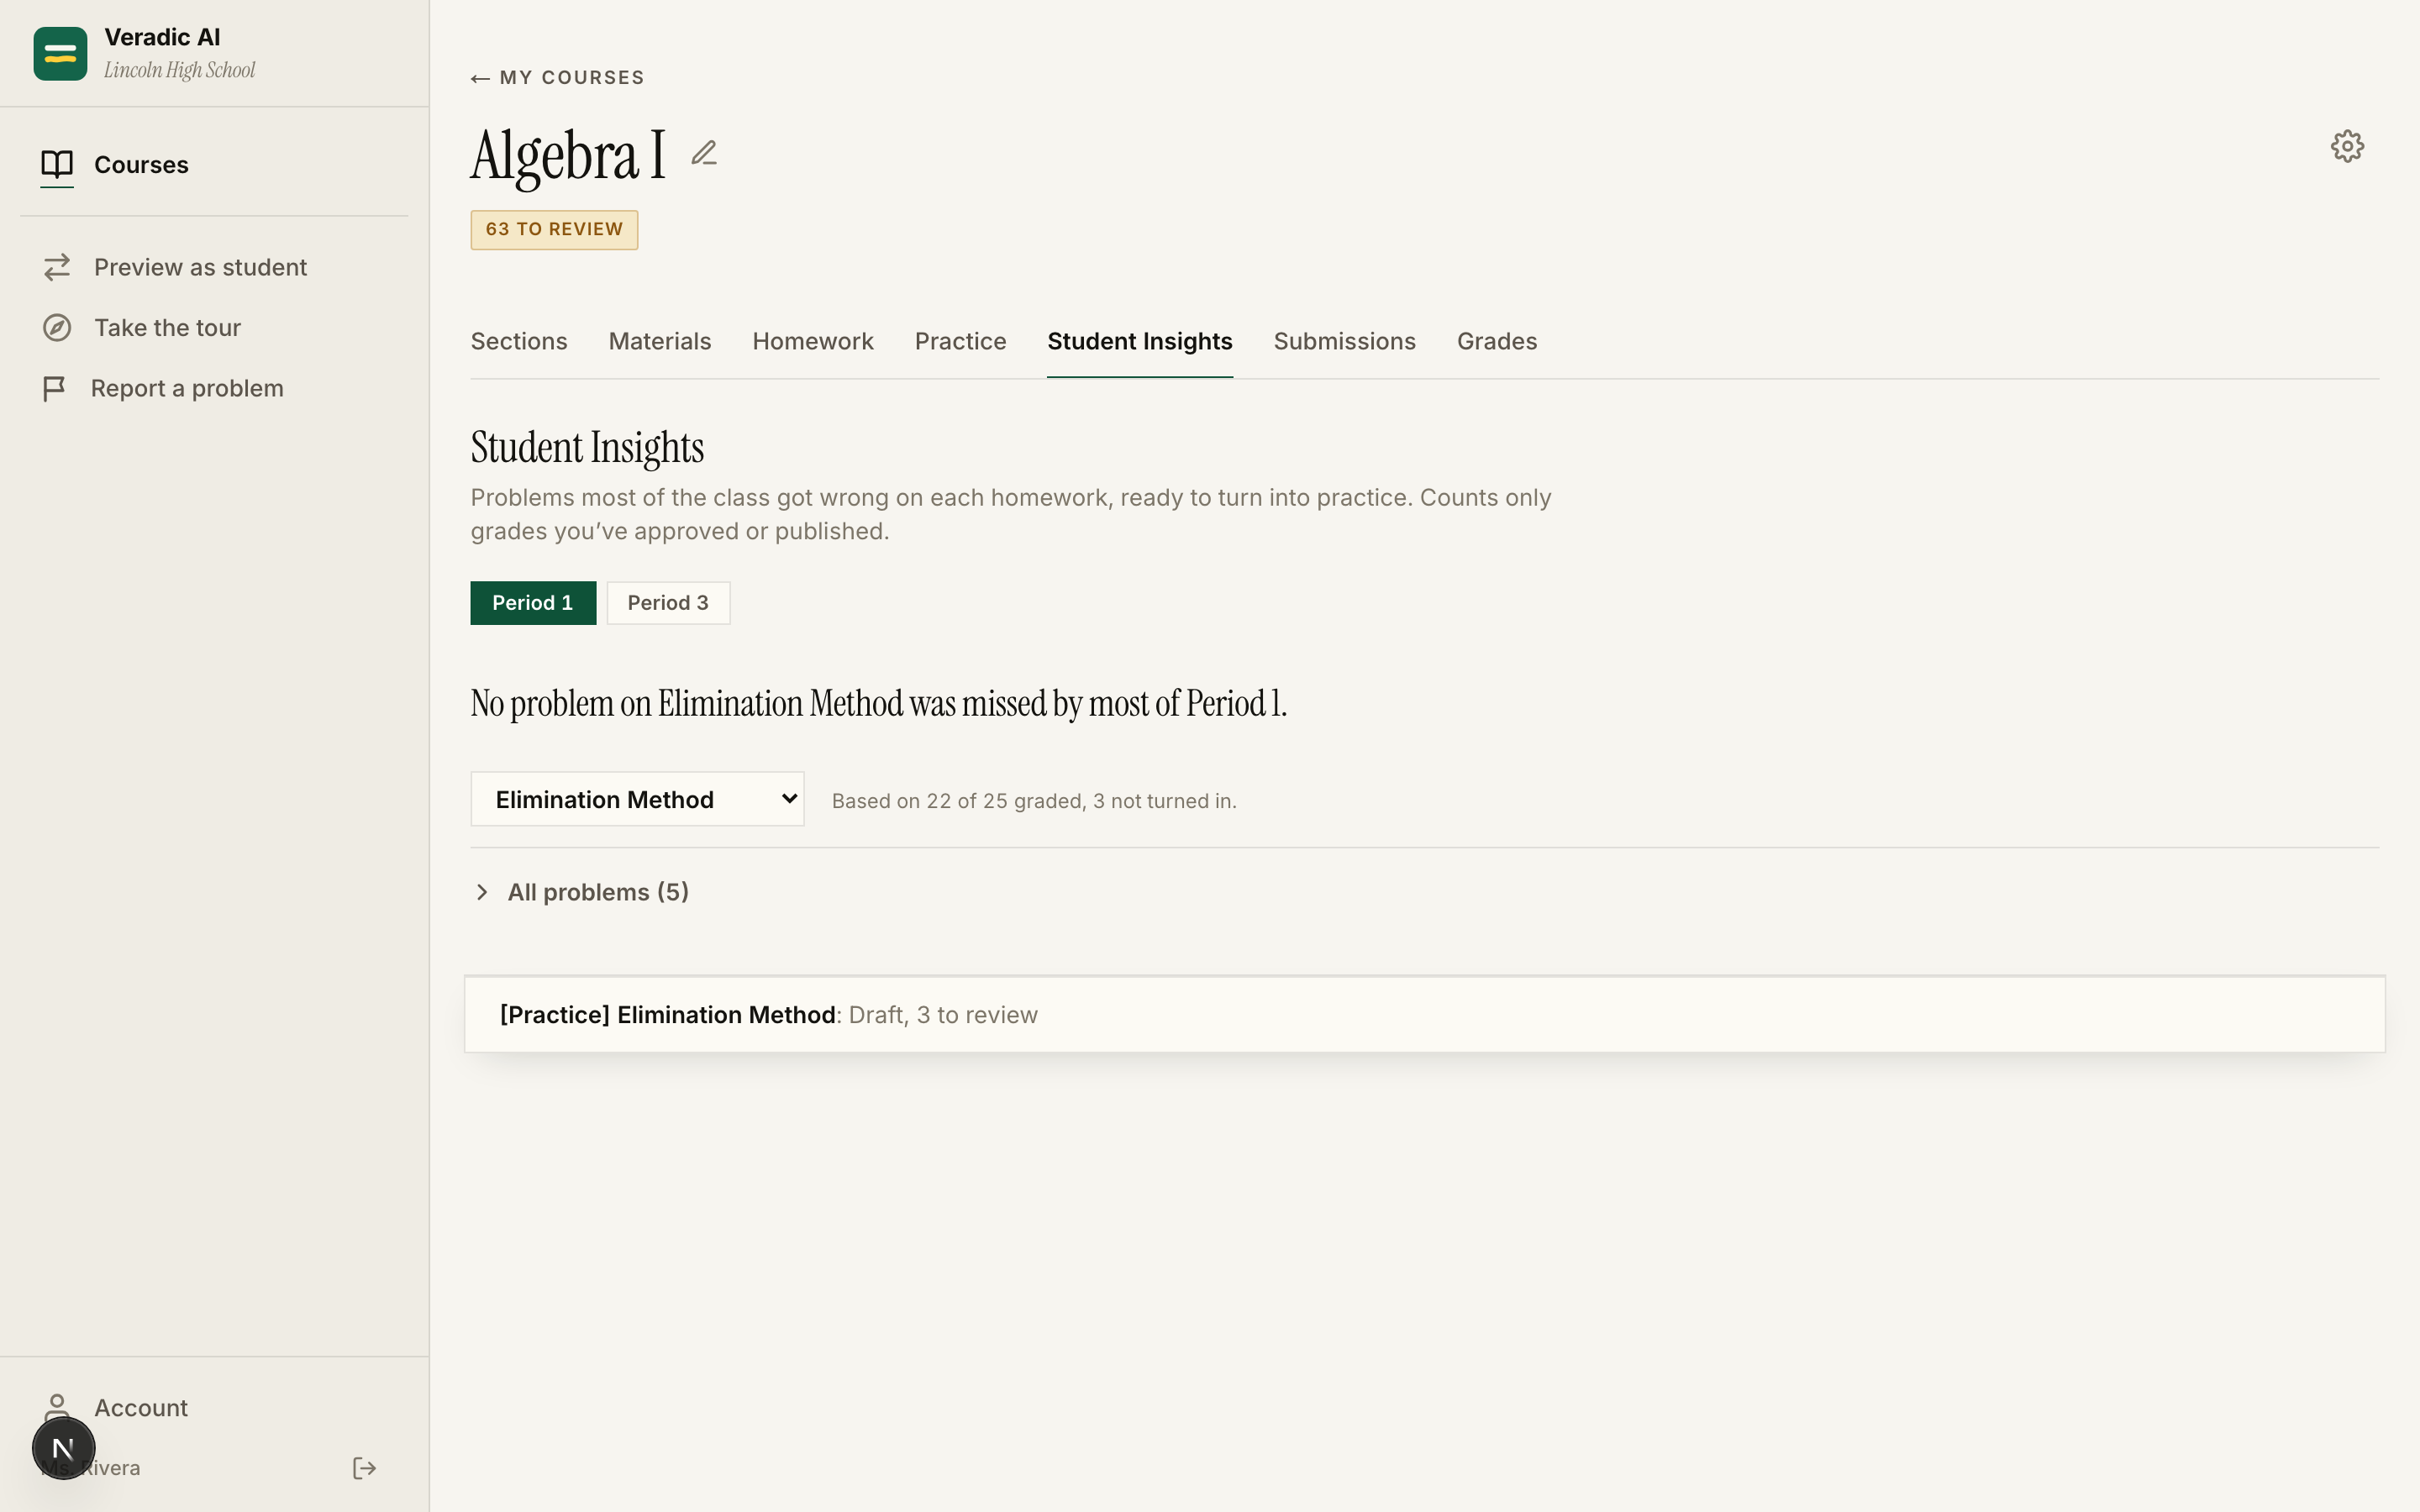 Veradic AI
Lincoln High School
Courses
Preview as student
Take the tour
Report a problem
Account
N
Rivera
← MY COURSES
Algebra I
63 TO REVIEW
Sections Materials Homework Practice Student Insights Submissions Grades
Student Insights
Problems most of the class got wrong on each homework, ready to turn into practice. Counts only
grades you’ve approved or published.
Period 1 Period 3
No problem on Elimination Method was missed by most of Period 1.
Elimination Method Based on 22 of 25 graded, 3 not turned in.
All problems (5)
[Practice] Elimination Method: Draft, 3 to review